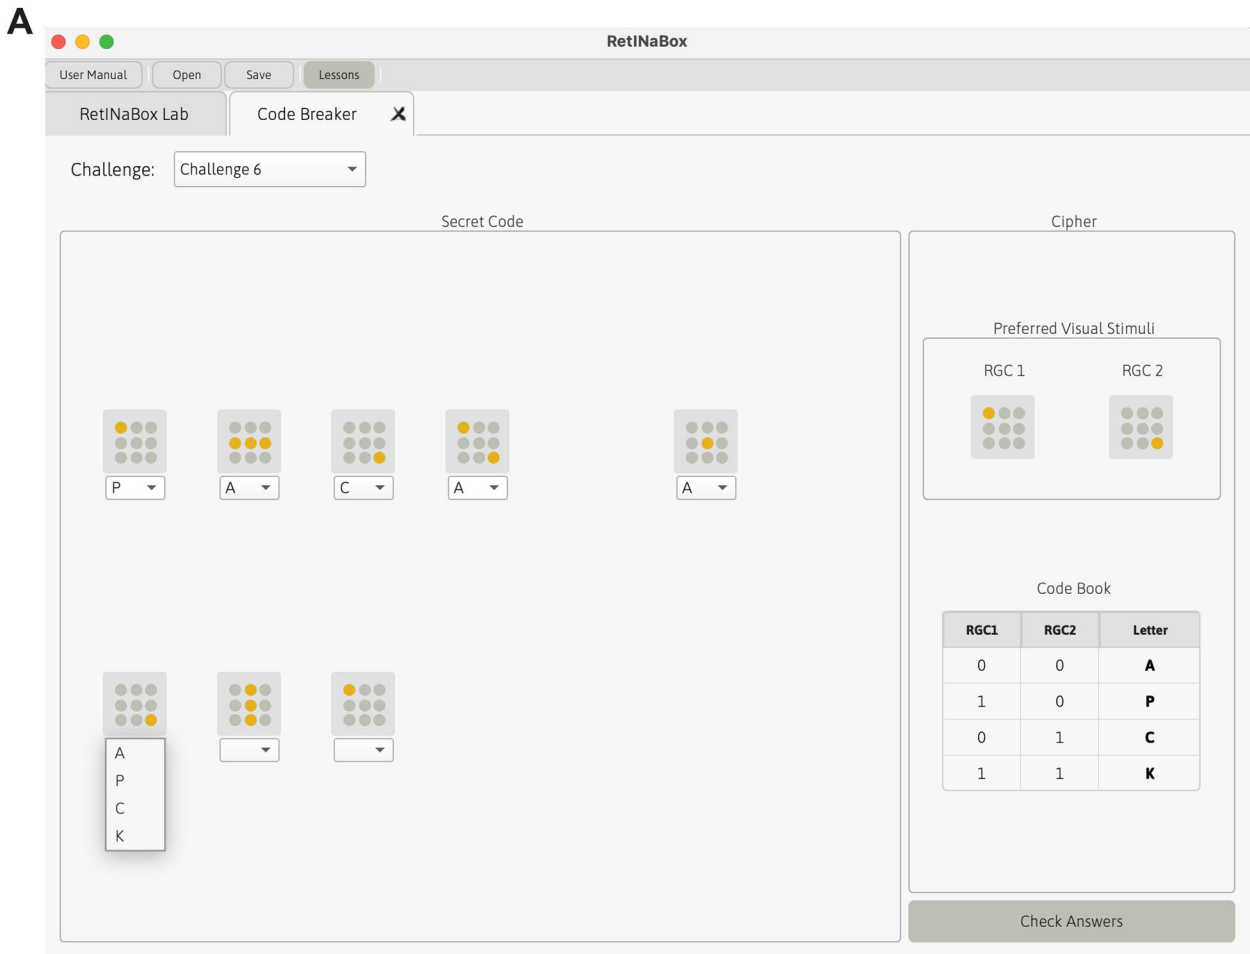 A
RetINaBox
User Manual Open Save Lessons
RetINaBox Lab Code Breaker
Challenge: Challenge 6
Secret Code
P A C A A
A
P
C
K
Cipher
Preferred Visual Stimuli
RGC 1 RGC 2
Code Book
RGC1 RGC2 Letter
0 0 A
1 0 P
0 1 C
1 1 K
Check Answers